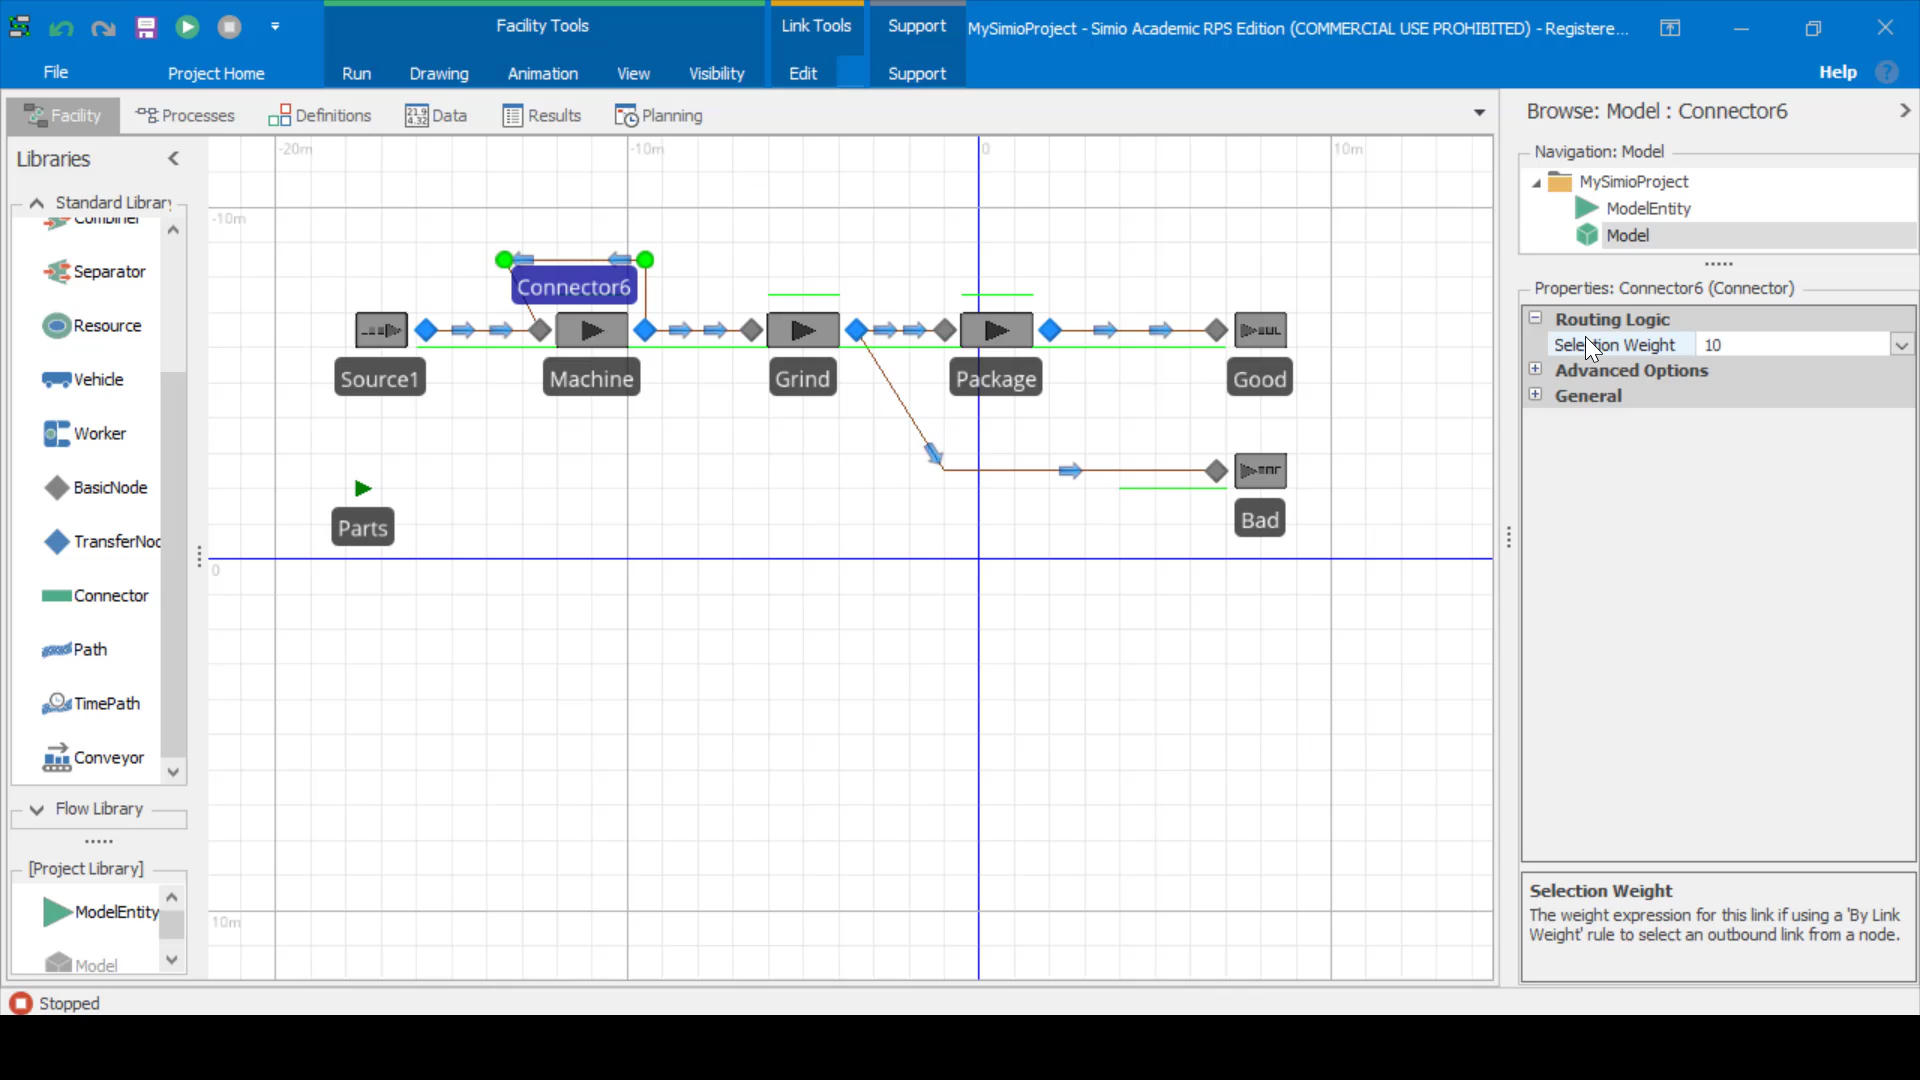 Facility Tools
Link Tools
Support
MySimioProject - Simio Academic RPS Edition (COMMERCIAL USE PROHIBITED) - Registere...
File
Project Home
Run
Drawing
Animation
View
Visibility
Edit
Support
Help
Facility
Processes
Definitions
Data
Results
Planning
Browse: Model : Connector6
Libraries
Standard Library
Combiner
Separator
Resource
Vehicle
Worker
BasicNode
TransferNod
Connector
Path
TimePath
Conveyor
Flow Library
[Project Library]
ModelEntity
Model
-20m
-10m
0
10m
-10m
0
10m
Connector6
Source1
Machine
Grind
Package
Good
Parts
Bad
Navigation: Model
MySimioProject
ModelEntity
Model
Properties: Connector6 (Connector)
Routing Logic
Selection Weight 10
Advanced Options
General
Selection Weight
The weight expression for this link if using a 'By Link
Weight' rule to select an outbound link from a node.
Stopped